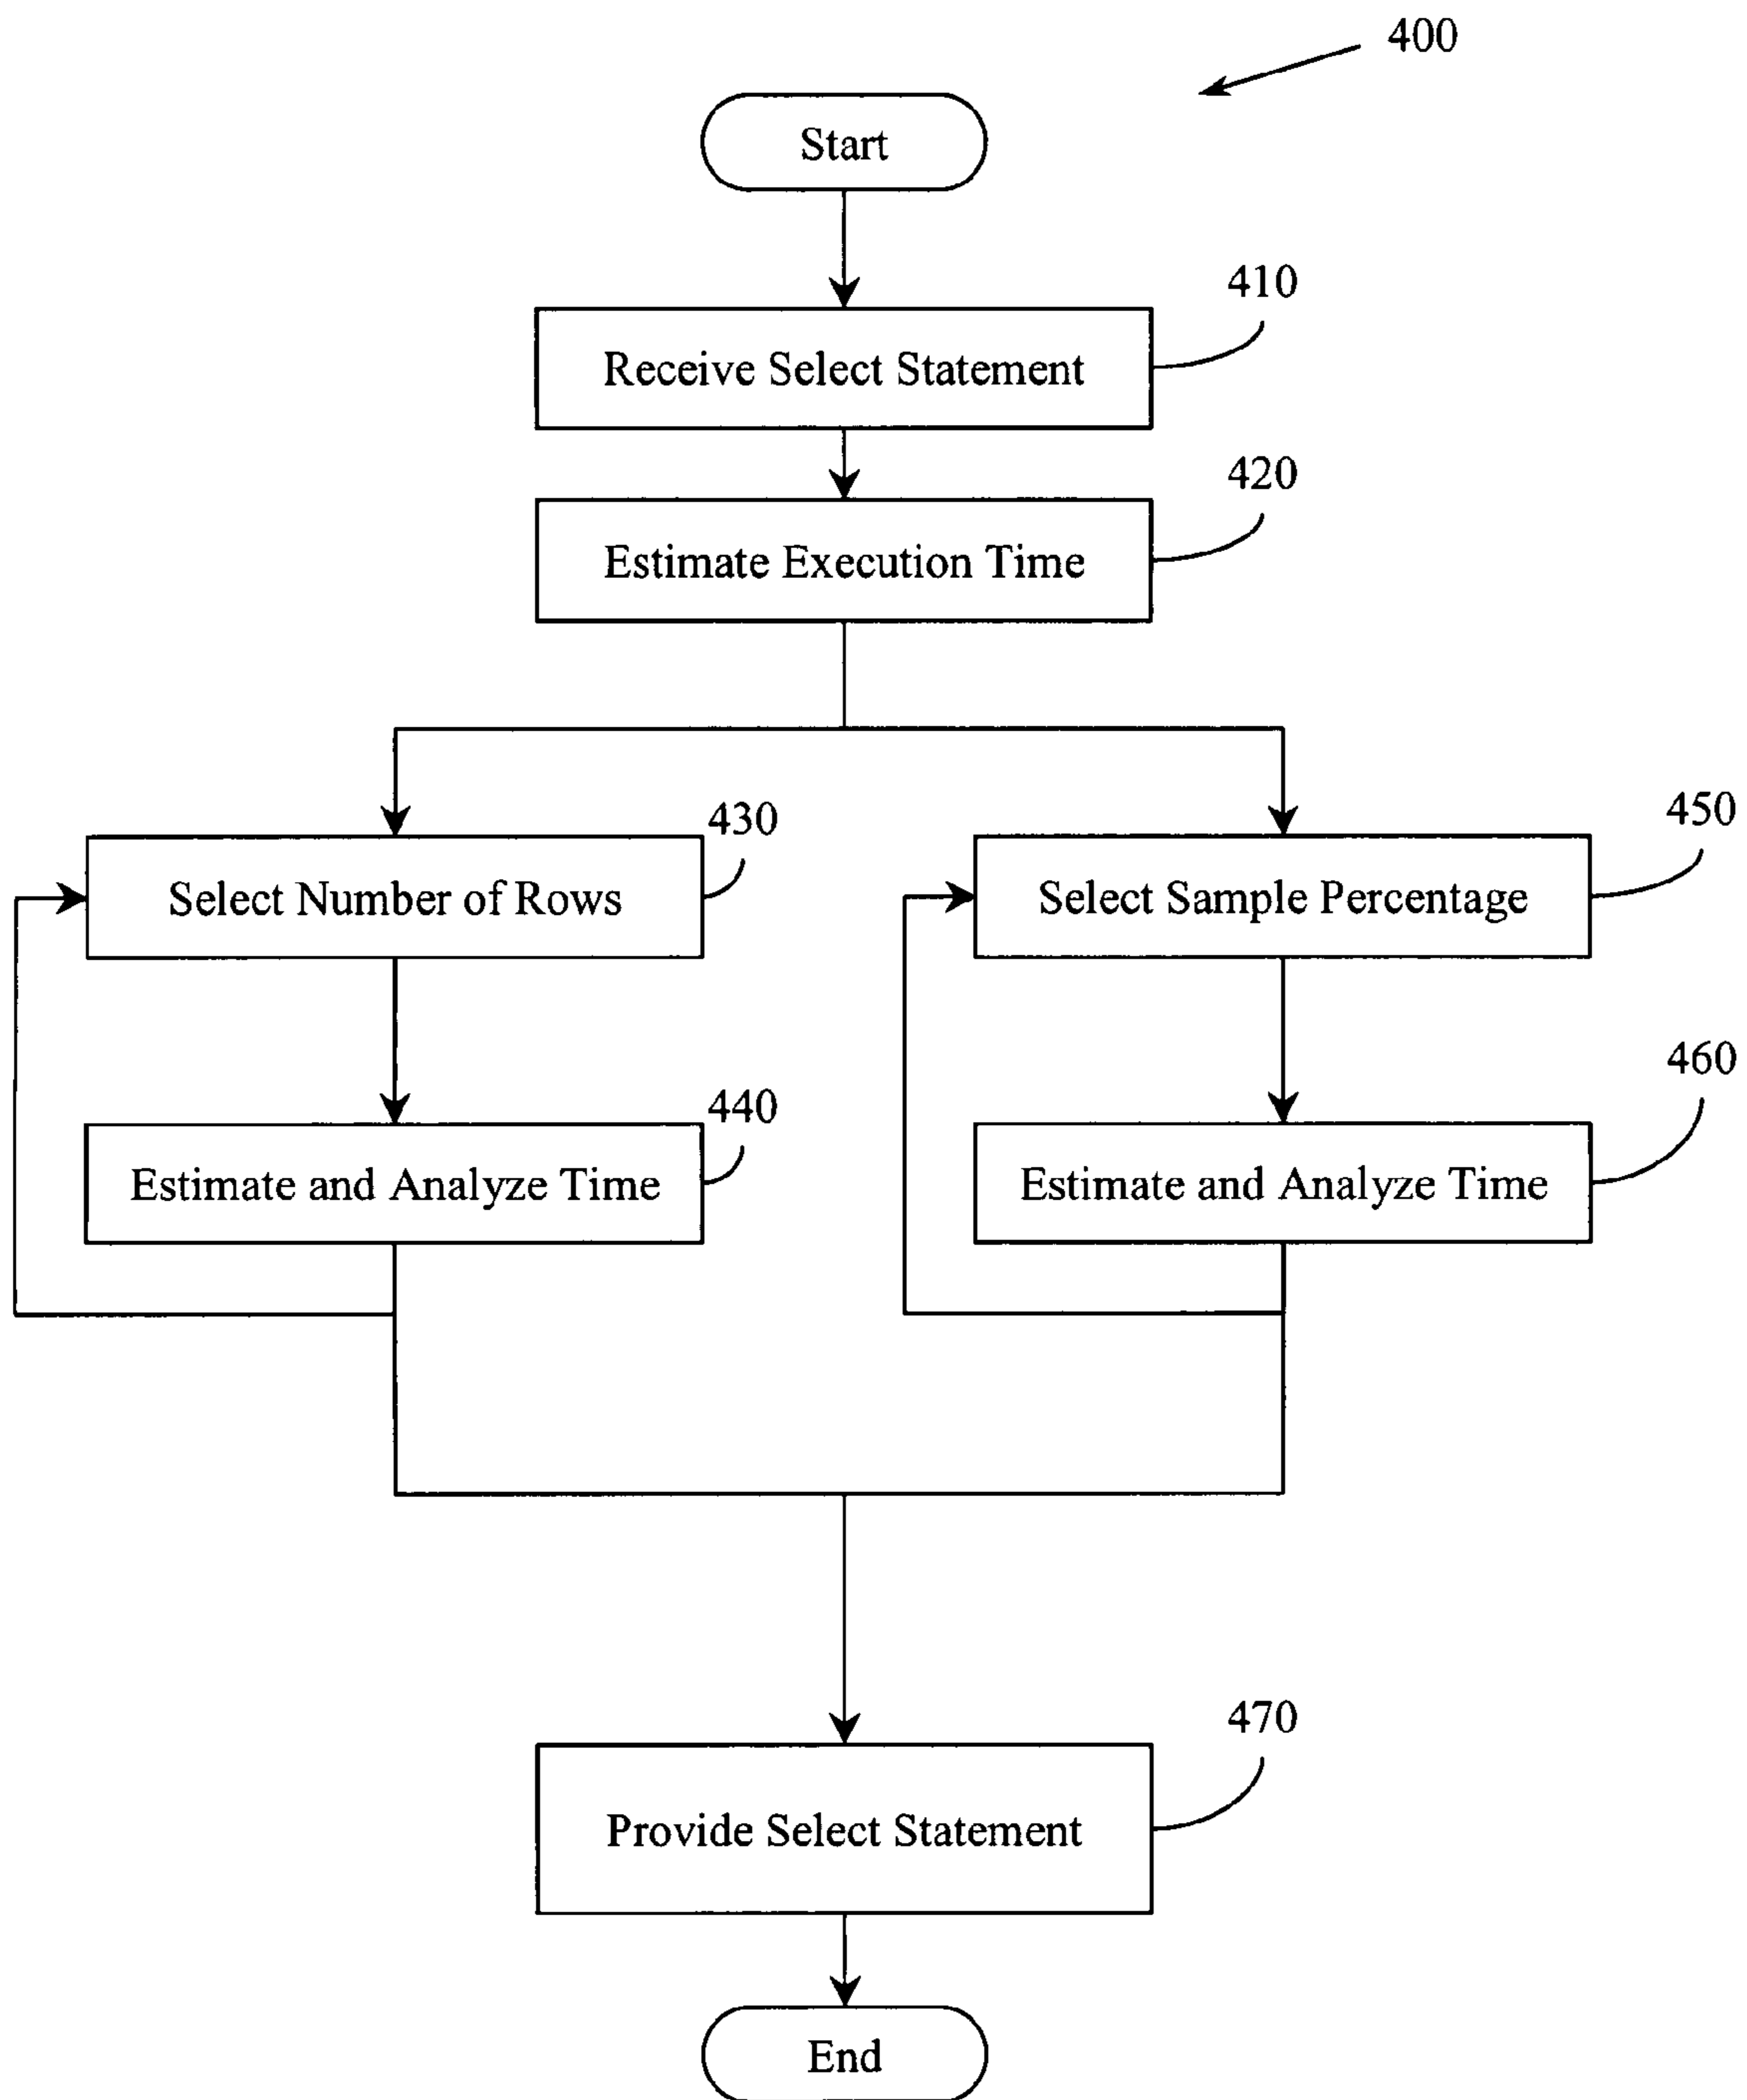 400
Start
410
Receive Select Statement
420
Estimate Execution Time
430
Select Number of Rows
450
Select Sample Percentage
440
Estimate and Analyze Time
460
Estimate and Analyze Time
470
Provide Select Statement
End